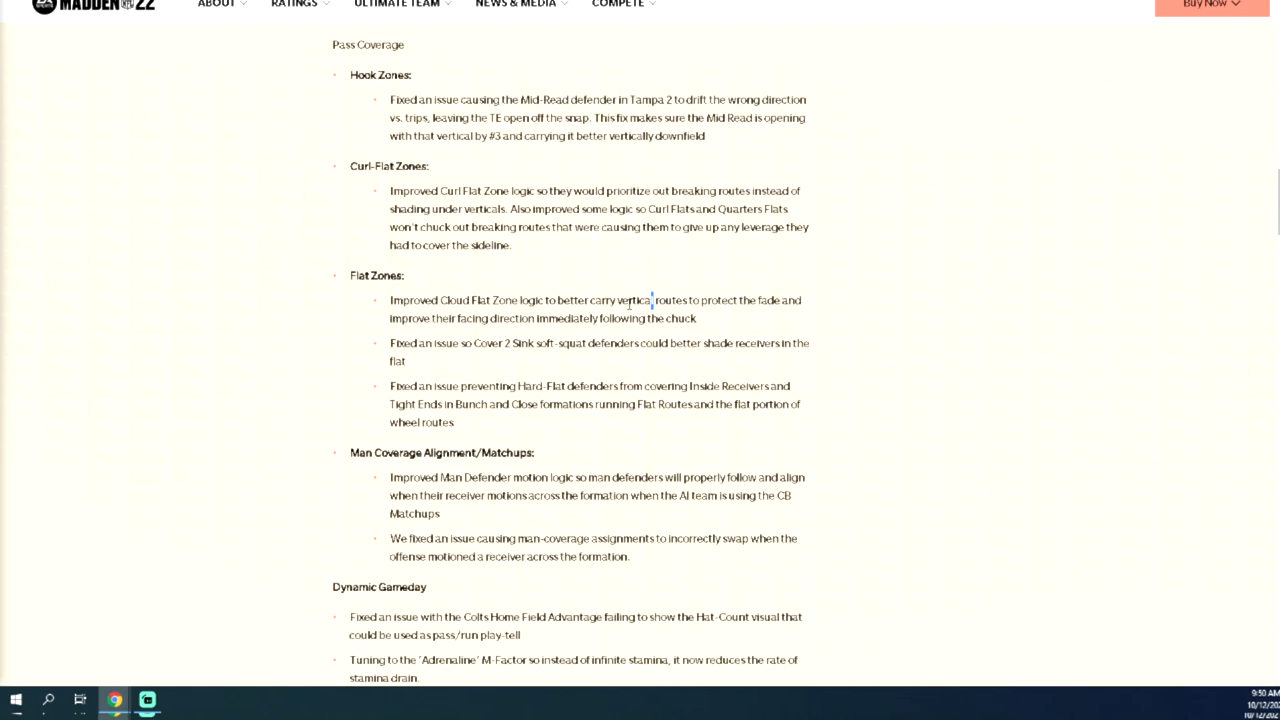 MADDEN NFL 22
ABOUT
RATINGS
ULTIMATE TEAM
NEWS & MEDIA
COMPETE
Buy Now
Pass Coverage
Hook Zones:
Fixed an issue causing the Mid-Read defender in Tampa 2 to drift the wrong direction
vs. trips, leaving the TE open off the snap. This fix makes sure the Mid Read is opening
with that vertical by #3 and carrying it better vertically downfield
Curl-Flat Zones:
Improved Curl Flat Zone logic so they would prioritize out breaking routes instead of
shading under verticals. Also improved some logic so Curl Flats and Quarters Flats
won't chuck out breaking routes that were causing them to give up any leverage they
had to cover the sideline.
Flat Zones:
Improved Cloud Flat Zone logic to better carry vertical routes to protect the fade and
improve their facing direction immediately following the chuck
Fixed an issue so Cover 2 Sink soft-squat defenders could better shade receivers in the
flat
Fixed an issue preventing Hard-Flat defenders from covering Inside Receivers and
Tight Ends in Bunch and Close formations running Flat Routes and the flat portion of
wheel routes
Man Coverage Alignment/Matchups:
Improved Man Defender motion logic so man defenders will properly follow and align
when their receiver motions across the formation when the AI team is using the CB
Matchups
We fixed an issue causing man-coverage assignments to incorrectly swap when the
offense motioned a receiver across the formation.
Dynamic Gameday
Fixed an issue with the Colts Home Field Advantage failing to show the Hat-Count visual that
could be used as pass/run play-tell
Tuning to the 'Adrenaline' M-Factor so instead of infinite stamina, it now reduces the rate of
stamina drain.
9:50 AM
10/12/202